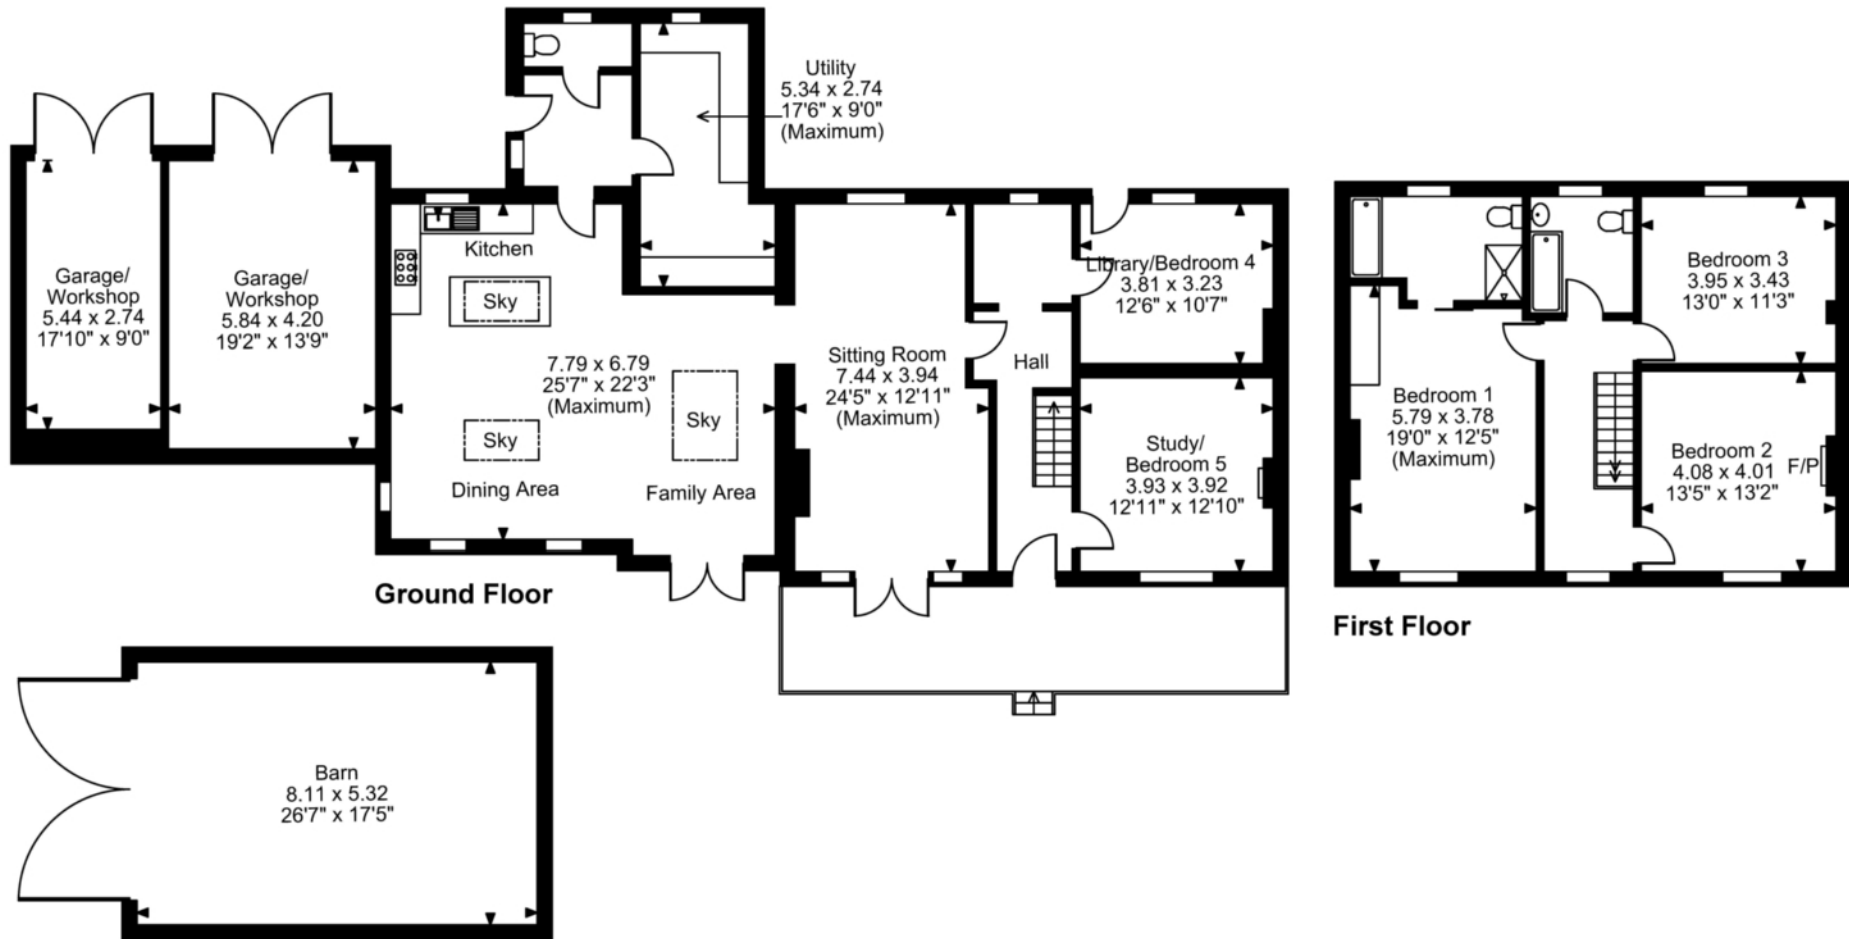 Utility
5.34 x 2.74
17'6" x 9'0"
(Maximum)
Garage/
Workshop
5.44 x 2.74
17'10" x 9'0"
Garage/
Workshop
5.84 x 4.20
19'2" x 13'9"
Kitchen
Sky
7.79 x 6.79
25'7" x 22'3"
(Maximum)
Sky
Sky
Dining Area
Family Area
Sitting Room
7.44 x 3.94
24'5" x 12'11"
(Maximum)
Hall
Library/Bedroom 4
3.81 x 3.23
12'6" x 10'7"
Study/
Bedroom 5
3.93 x 3.92
12'11" x 12'10"
Ground Floor
Bedroom 3
3.95 x 3.43
13'0" x 11'3"
Bedroom 1
5.79 x 3.78
19'0" x 12'5"
(Maximum)
Bedroom 2
4.08 x 4.01
13'5" x 13'2"
F/P
First Floor
Barn
8.11 x 5.32
26'7" x 17'5"